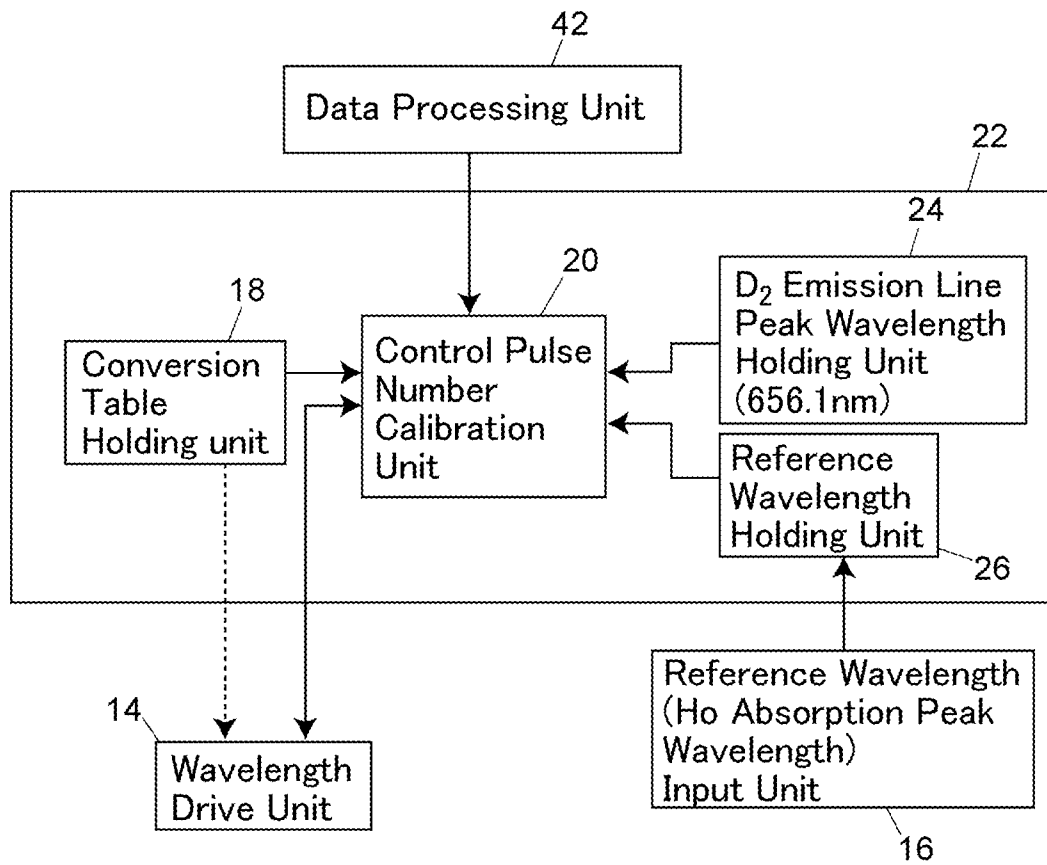 42
Data Processing Unit
22
24
D₂ Emission Line
Peak Wavelength
Holding Unit
(656.1nm)
20
Control Pulse
Number
Calibration
Unit
18
Conversion
Table
Holding unit
Reference
Wavelength
Holding Unit
26
14
Wavelength
Drive Unit
Reference Wavelength
(Ho Absorption Peak
Wavelength)
Input Unit
16